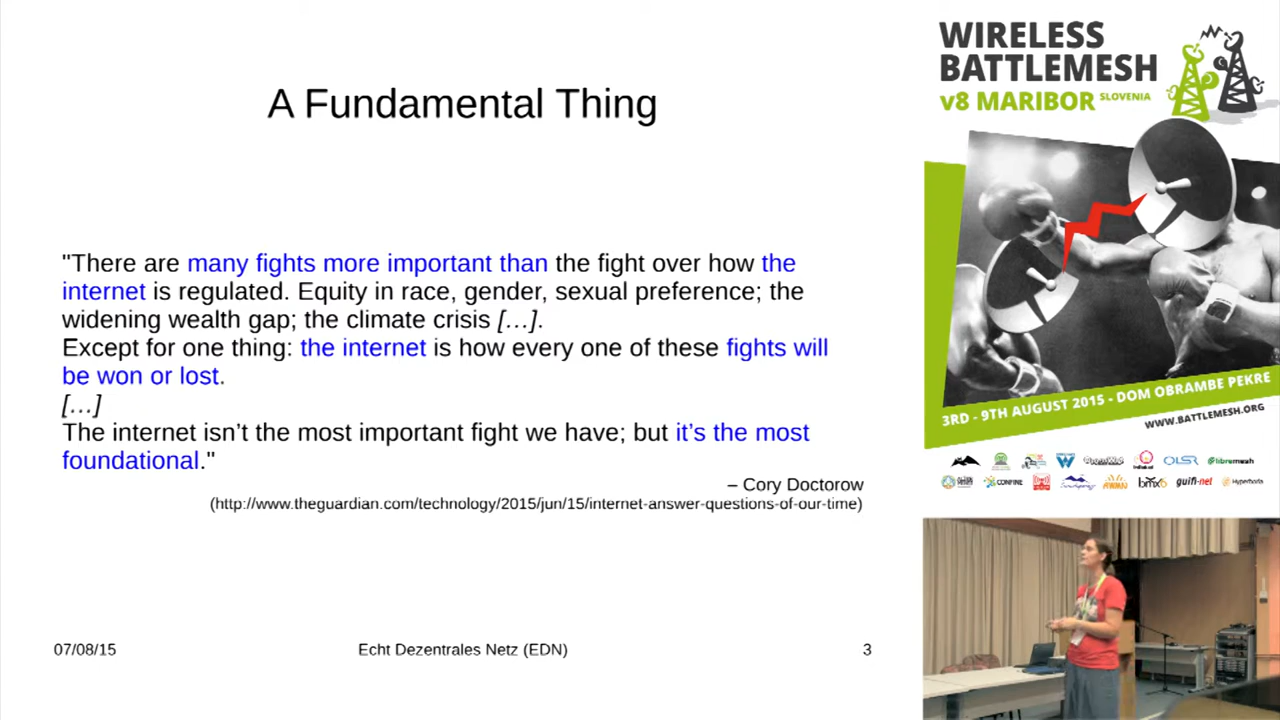 A Fundamental Thing
"There are many fights more important than the fight over how the
internet is regulated. Equity in race, gender, sexual preference; the
widening wealth gap; the climate crisis […].
Except for one thing: the internet is how every one of these fights will
be won or lost.
[…]
The internet isn’t the most important fight we have; but it’s the most
foundational."
– Cory Doctorow
(http://www.theguardian.com/technology/2015/jun/15/internet-answer-questions-of-our-time)
07/08/15
Echt Dezentrales Netz (EDN)
3
WIRELESS
BATTLEMESH
v8 MARIBOR SLOVENIA
3RD - 9TH AUGUST 2015 - DOM OBRAMBE PEKRE
WWW.BATTLEMESH.ORG
OLSR
libremesh
CONFINE
bmx6
guifi·net
Hyperboria